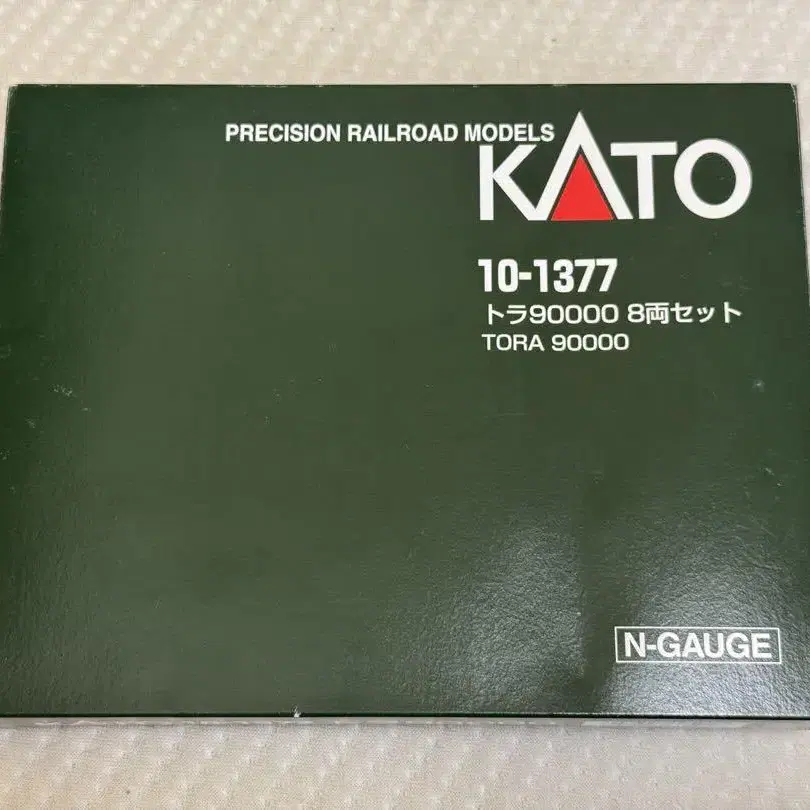 PRECISION RAILROAD MODELS
KATO
10-1377
トラ90000 8両セット
TORA 90000
N-GAUGE